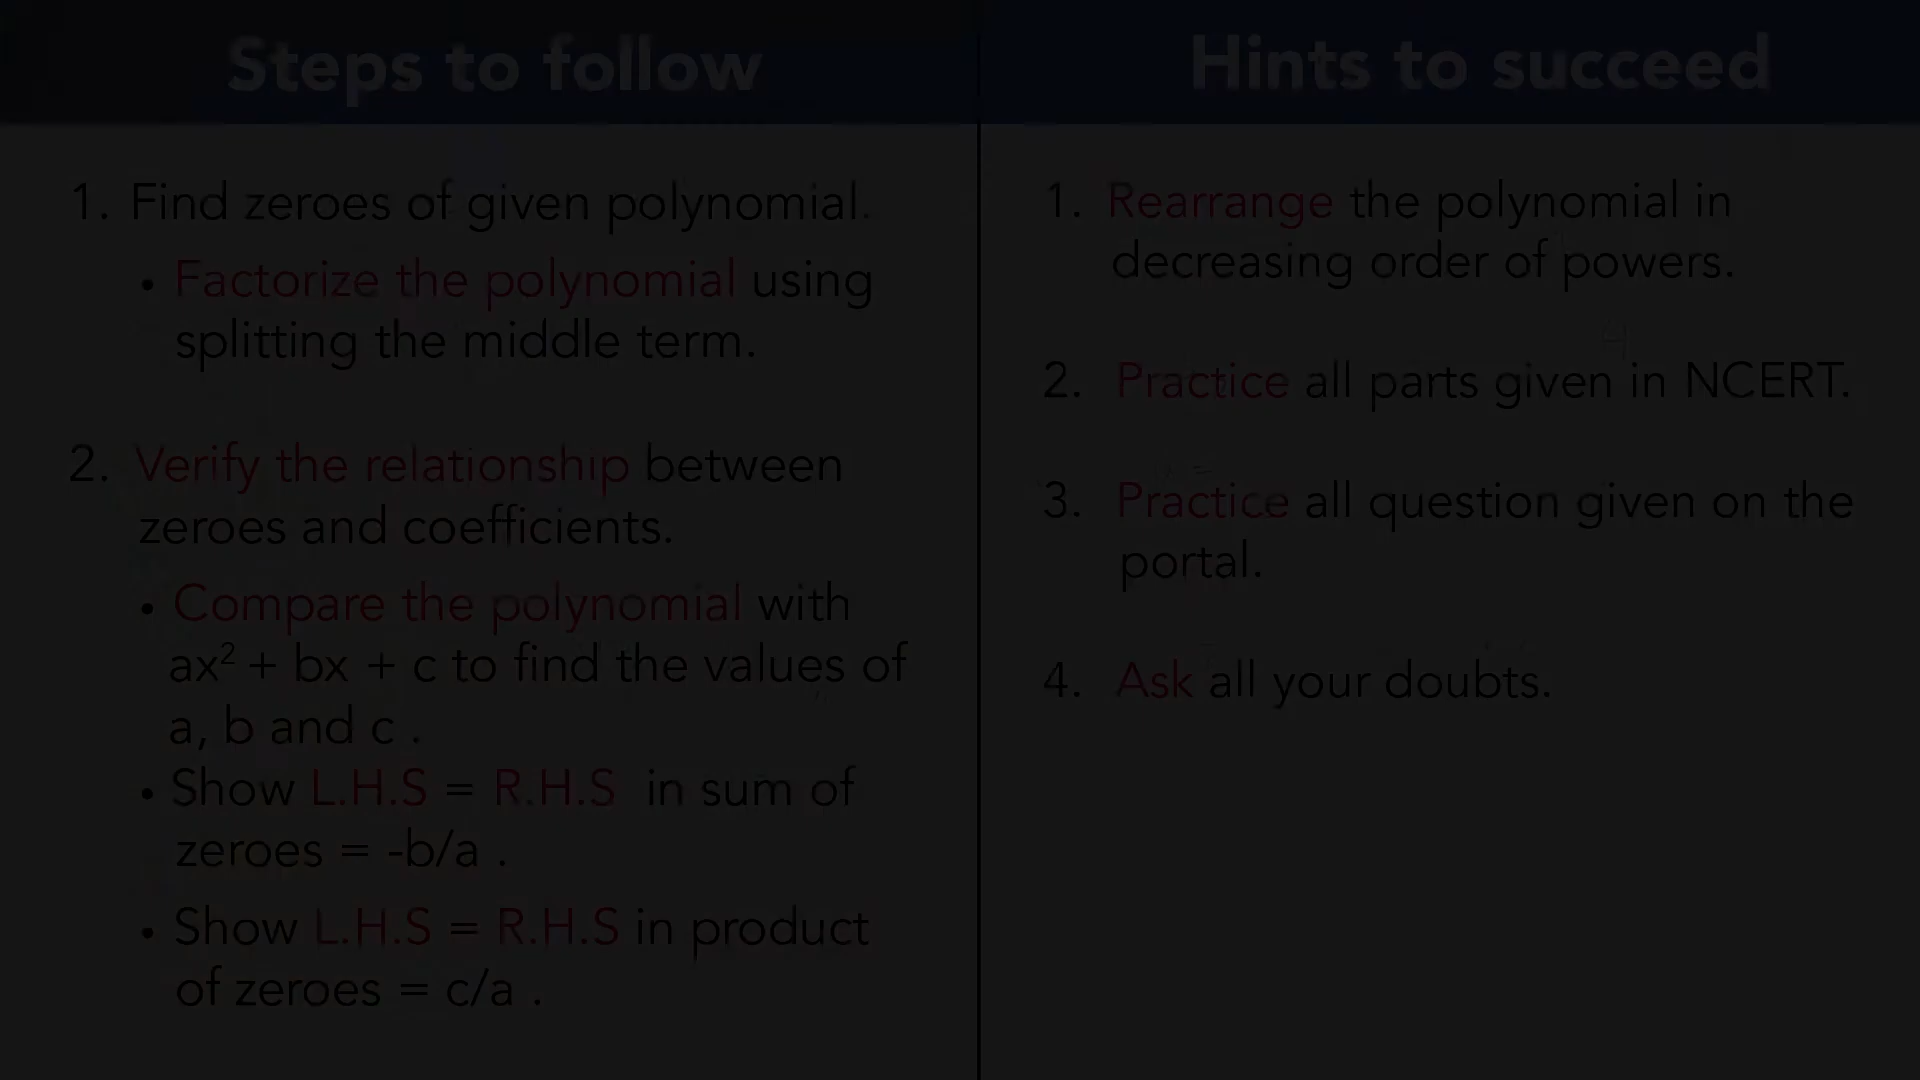 Steps to follow
1. Find zeroes of given polynomial.
• Factorize the polynomial using
splitting the middle term.
2. Verify the relationship between
zeroes and coefficients.
• Compare the polynomial with
ax² + bx + c to find the values of
a, b and c .
• Show L.H.S = R.H.S in sum of
zeroes = -b/a .
• Show L.H.S = R.H.S in product
of zeroes = c/a .
Hints to succeed
1. Rearrange the polynomial in
decreasing order of powers.
2. Practice all parts given in NCERT.
3. Practice all question given on the
portal.
4. Ask all your doubts.